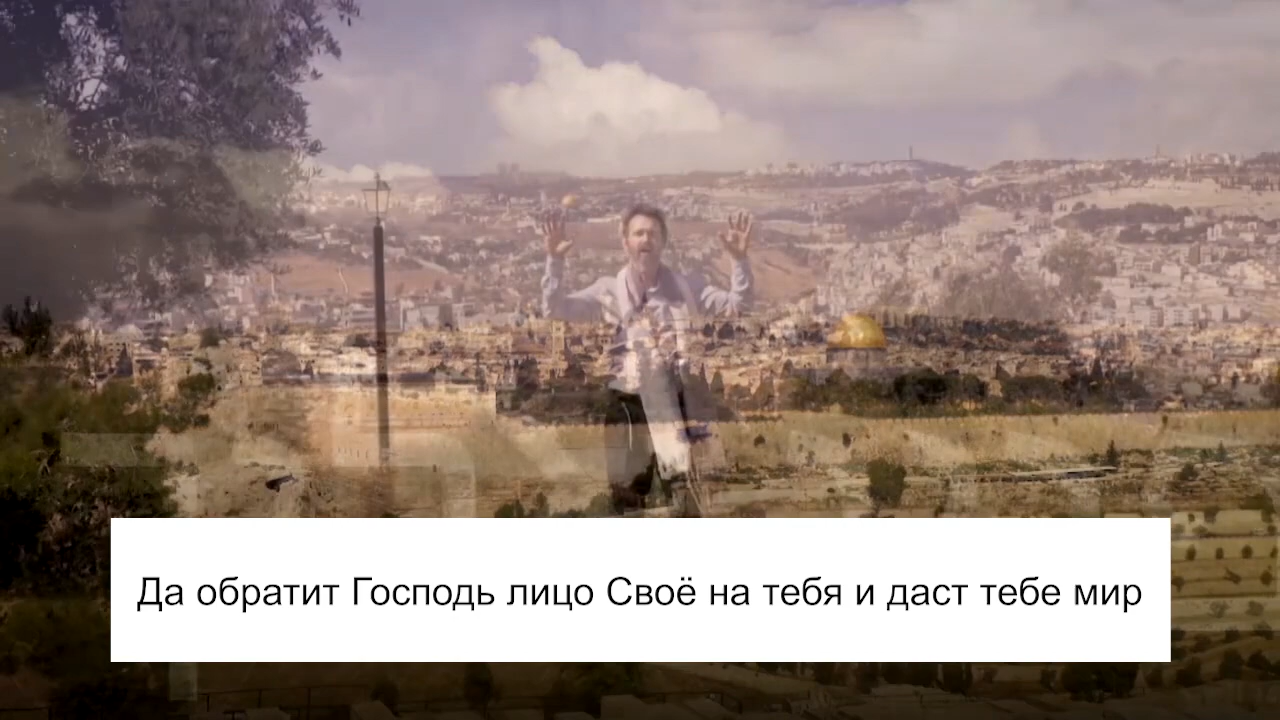 Да обратит Господь лицо Своё на тебя и даст тебе мир